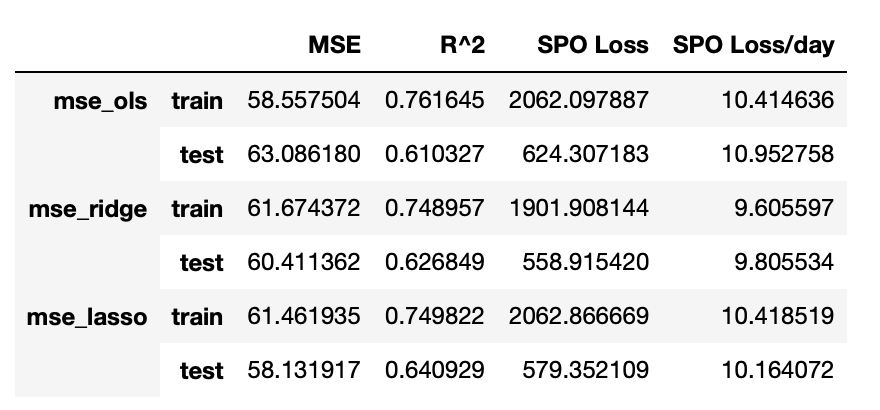 MSE R^2 SPO Loss SPO Loss/day
mse_ols train 58.557504 0.761645 2062.097887 10.414636
test 63.086180 0.610327 624.307183 10.952758
mse_ridge train 61.674372 0.748957 1901.908144 9.605597
test 60.411362 0.626849 558.915420 9.805534
mse_lasso train 61.461935 0.749822 2062.866669 10.418519
test 58.131917 0.640929 579.352109 10.164072